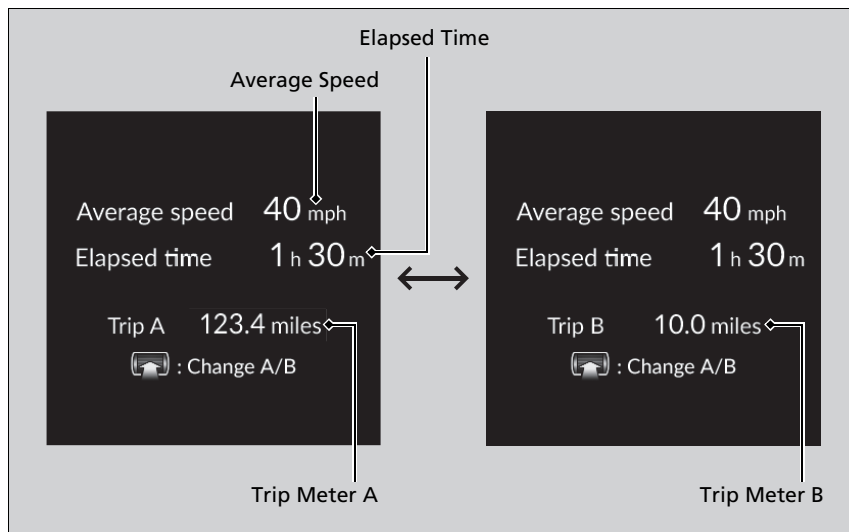 Elapsed Time
Average Speed
Average speed 40 mph
Elapsed time 1 h 30 m
Trip A 123.4 miles
: Change A/B
Average speed 40 mph
Elapsed time 1 h 30 m
Trip B 10.0 miles
: Change A/B
Trip Meter A
Trip Meter B